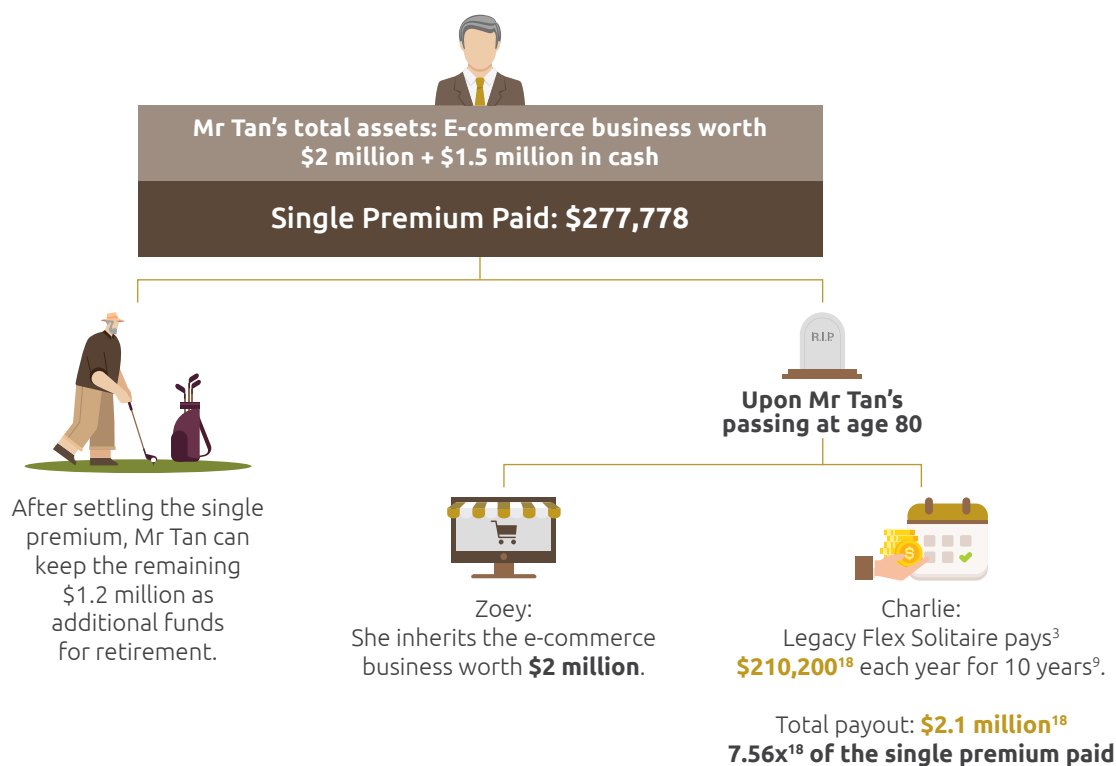 Mr Tan's total assets: E-commerce business worth
$2 million + $1.5 million in cash
Single Premium Paid: $277,778
After settling the single
premium, Mr Tan can
keep the remaining
$1.2 million as
additional funds
for retirement.
R.I.P.
Upon Mr Tan's
passing at age 80
Zoey:
She inherits the e-commerce
business worth $2 million.
Charlie:
Legacy Flex Solitaire pays³
$210,200¹⁸ each year for 10 years⁹.
Total payout: $2.1 million¹⁸
7.56x¹⁸ of the single premium paid